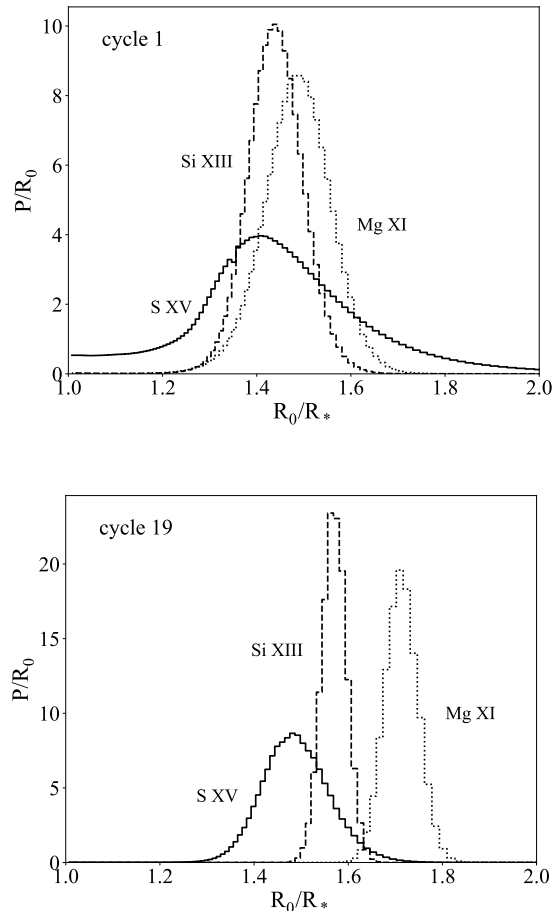 cycle 1
10
8
6
4
2
0
P/R₀
Si XIII
Mg XI
S XV
1.0 1.2 1.4 1.6 1.8 2.0
R₀/R*
cycle 19
20
15
10
5
0
P/R₀
Si XIII
Mg XI
S XV
1.0 1.2 1.4 1.6 1.8 2.0
R₀/R*